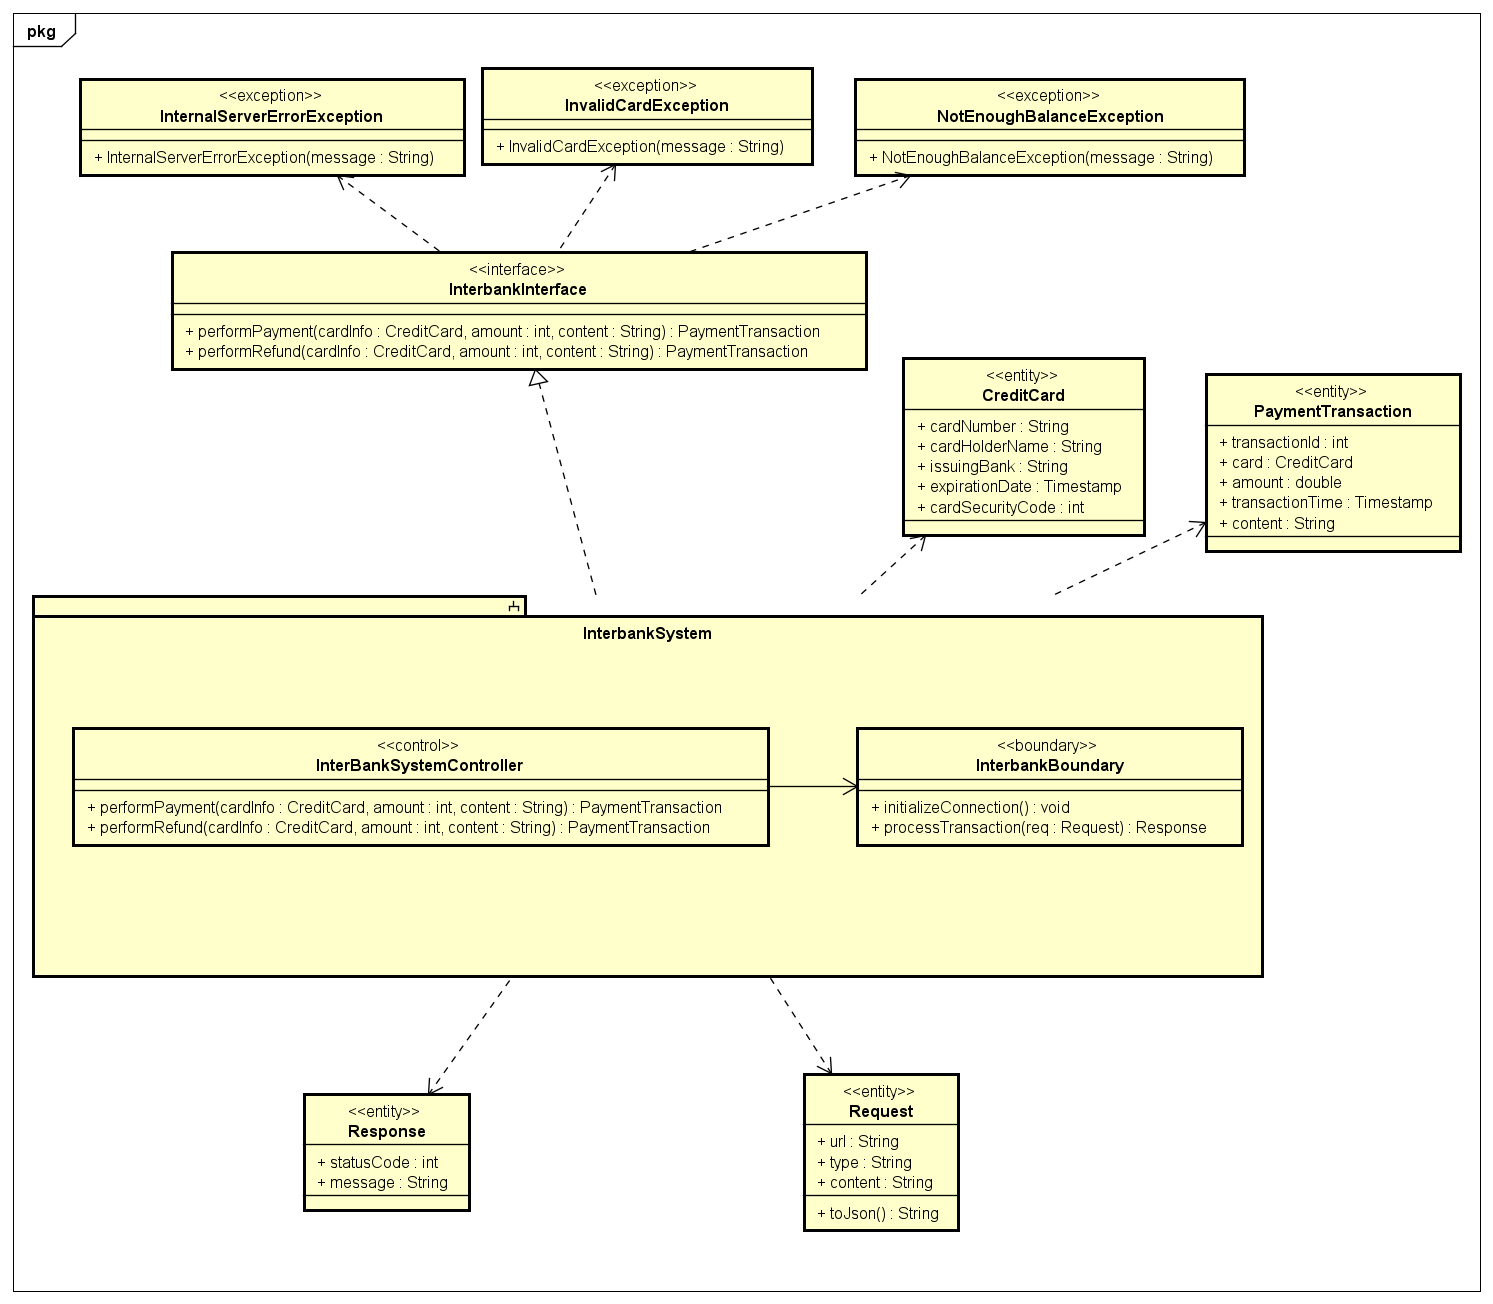 pkg
<<exception>>
InternalServerErrorException
+ InternalServerErrorException(message : String)
<<exception>>
InvalidCardException
+ InvalidCardException(message : String)
<<exception>>
NotEnoughBalanceException
+ NotEnoughBalanceException(message : String)
<<interface>>
InterbankInterface
+ performPayment(cardInfo : CreditCard, amount : int, content : String) : PaymentTransaction
+ performRefund(cardInfo : CreditCard, amount : int, content : String) : PaymentTransaction
<<entity>>
CreditCard
+ cardNumber : String
+ cardHolderName : String
+ issuingBank : String
+ expirationDate : Timestamp
+ cardSecurityCode : int
<<entity>>
PaymentTransaction
+ transactionId : int
+ card : CreditCard
+ amount : double
+ transactionTime : Timestamp
+ content : String
InterbankSystem
<<control>>
InterBankSystemController
+ performPayment(cardInfo : CreditCard, amount : int, content : String) : PaymentTransaction
+ performRefund(cardInfo : CreditCard, amount : int, content : String) : PaymentTransaction
<<boundary>>
InterbankBoundary
+ initializeConnection() : void
+ processTransaction(req : Request) : Response
<<entity>>
Response
+ statusCode : int
+ message : String
<<entity>>
Request
+ url : String
+ type : String
+ content : String
+ toJson() : String